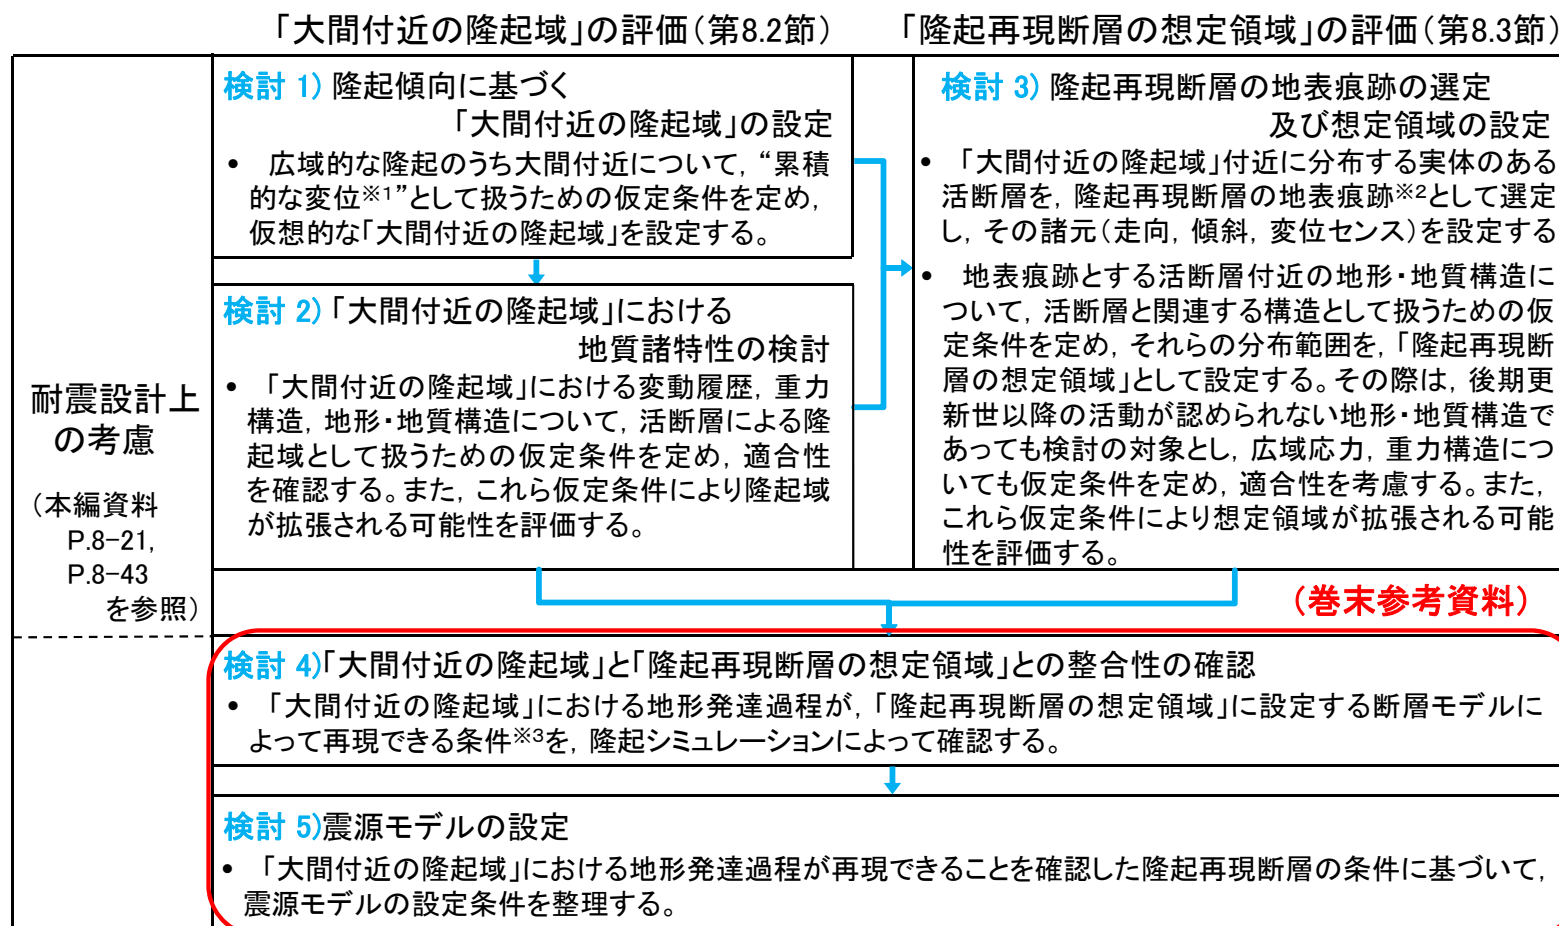 「大間付近の隆起域」の評価（第8.2節）
「隆起再現断層の想定領域」の評価（第8.3節）
耐震設計上
の考慮
（本編資料
P.8-21,
P.8-43
を参照）
検討 1) 隆起傾向に基づく
「大間付近の隆起域」の設定
• 広域的な隆起のうち大間付近について，“累積
的な変位※1”として扱うための仮定条件を定め，
仮想的な「大間付近の隆起域」を設定する。
検討 2)「大間付近の隆起域」における
地質諸特性の検討
• 「大間付近の隆起域」における変動履歴，重力
構造，地形・地質構造について，活断層による隆
起域として扱うための仮定条件を定め，適合性
を確認する。また，これら仮定条件により隆起域
が拡張される可能性を評価する。
検討 3) 隆起再現断層の地表痕跡の選定
及び想定領域の設定
• 「大間付近の隆起域」付近に分布する実体のある
活断層を，隆起再現断層の地表痕跡※2として選定
し，その諸元（走向，傾斜，変位センス）を設定する
• 地表痕跡とする活断層付近の地形・地質構造に
ついて，活断層と関連する構造として扱うための仮
定条件を定め，それらの分布範囲を，「隆起再現断
層の想定領域」として設定する。その際は，後期更
新世以降の活動が認められない地形・地質構造で
あっても検討の対象とし，広域応力，重力構造につ
いても仮定条件を定め，適合性を考慮する。また，
これら仮定条件により想定領域が拡張される可能
性を評価する。
（巻末参考資料）
検討 4)「大間付近の隆起域」と「隆起再現断層の想定領域」との整合性の確認
• 「大間付近の隆起域」における地形発達過程が，「隆起再現断層の想定領域」に設定する断層モデルに
よって再現できる条件※3を，隆起シミュレーションによって確認する。
検討 5)震源モデルの設定
• 「大間付近の隆起域」における地形発達過程が再現できることを確認した隆起再現断層の条件に基づいて，
震源モデルの設定条件を整理する。